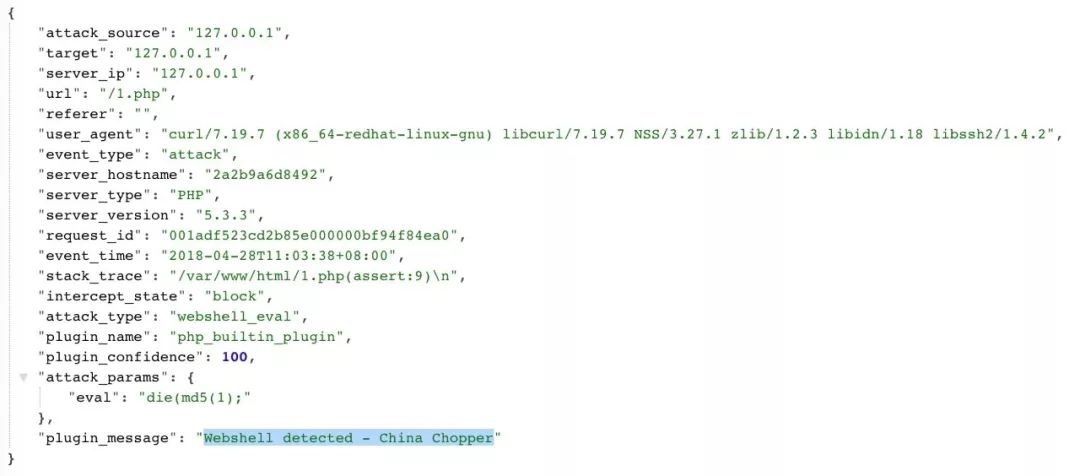 {
"attack_source": "127.0.0.1",
"target": "127.0.0.1",
"server_ip": "127.0.0.1",
"url": "/1.php",
"referer": "",
"user_agent": "curl/7.19.7 (x86_64-redhat-linux-gnu) libcurl/7.19.7 NSS/3.27.1 zlib/1.2.3 libidn/1.18 libssh2/1.4.2",
"event_type": "attack",
"server_hostname": "2a2b9a6d8492",
"server_type": "PHP",
"server_version": "5.3.3",
"request_id": "001adf523cd2b85e000000bf94f84ea0",
"event_time": "2018-04-28T11:03:38+08:00",
"stack_trace": "/var/www/html/1.php(assert:9)\n",
"intercept_state": "block",
"attack_type": "webshell_eval",
"plugin_name": "php_builtin_plugin",
"plugin_confidence": 100,
"attack_params": {
"eval": "die(md5(1);"
},
"plugin_message": "Webshell detected - China Chopper"
}